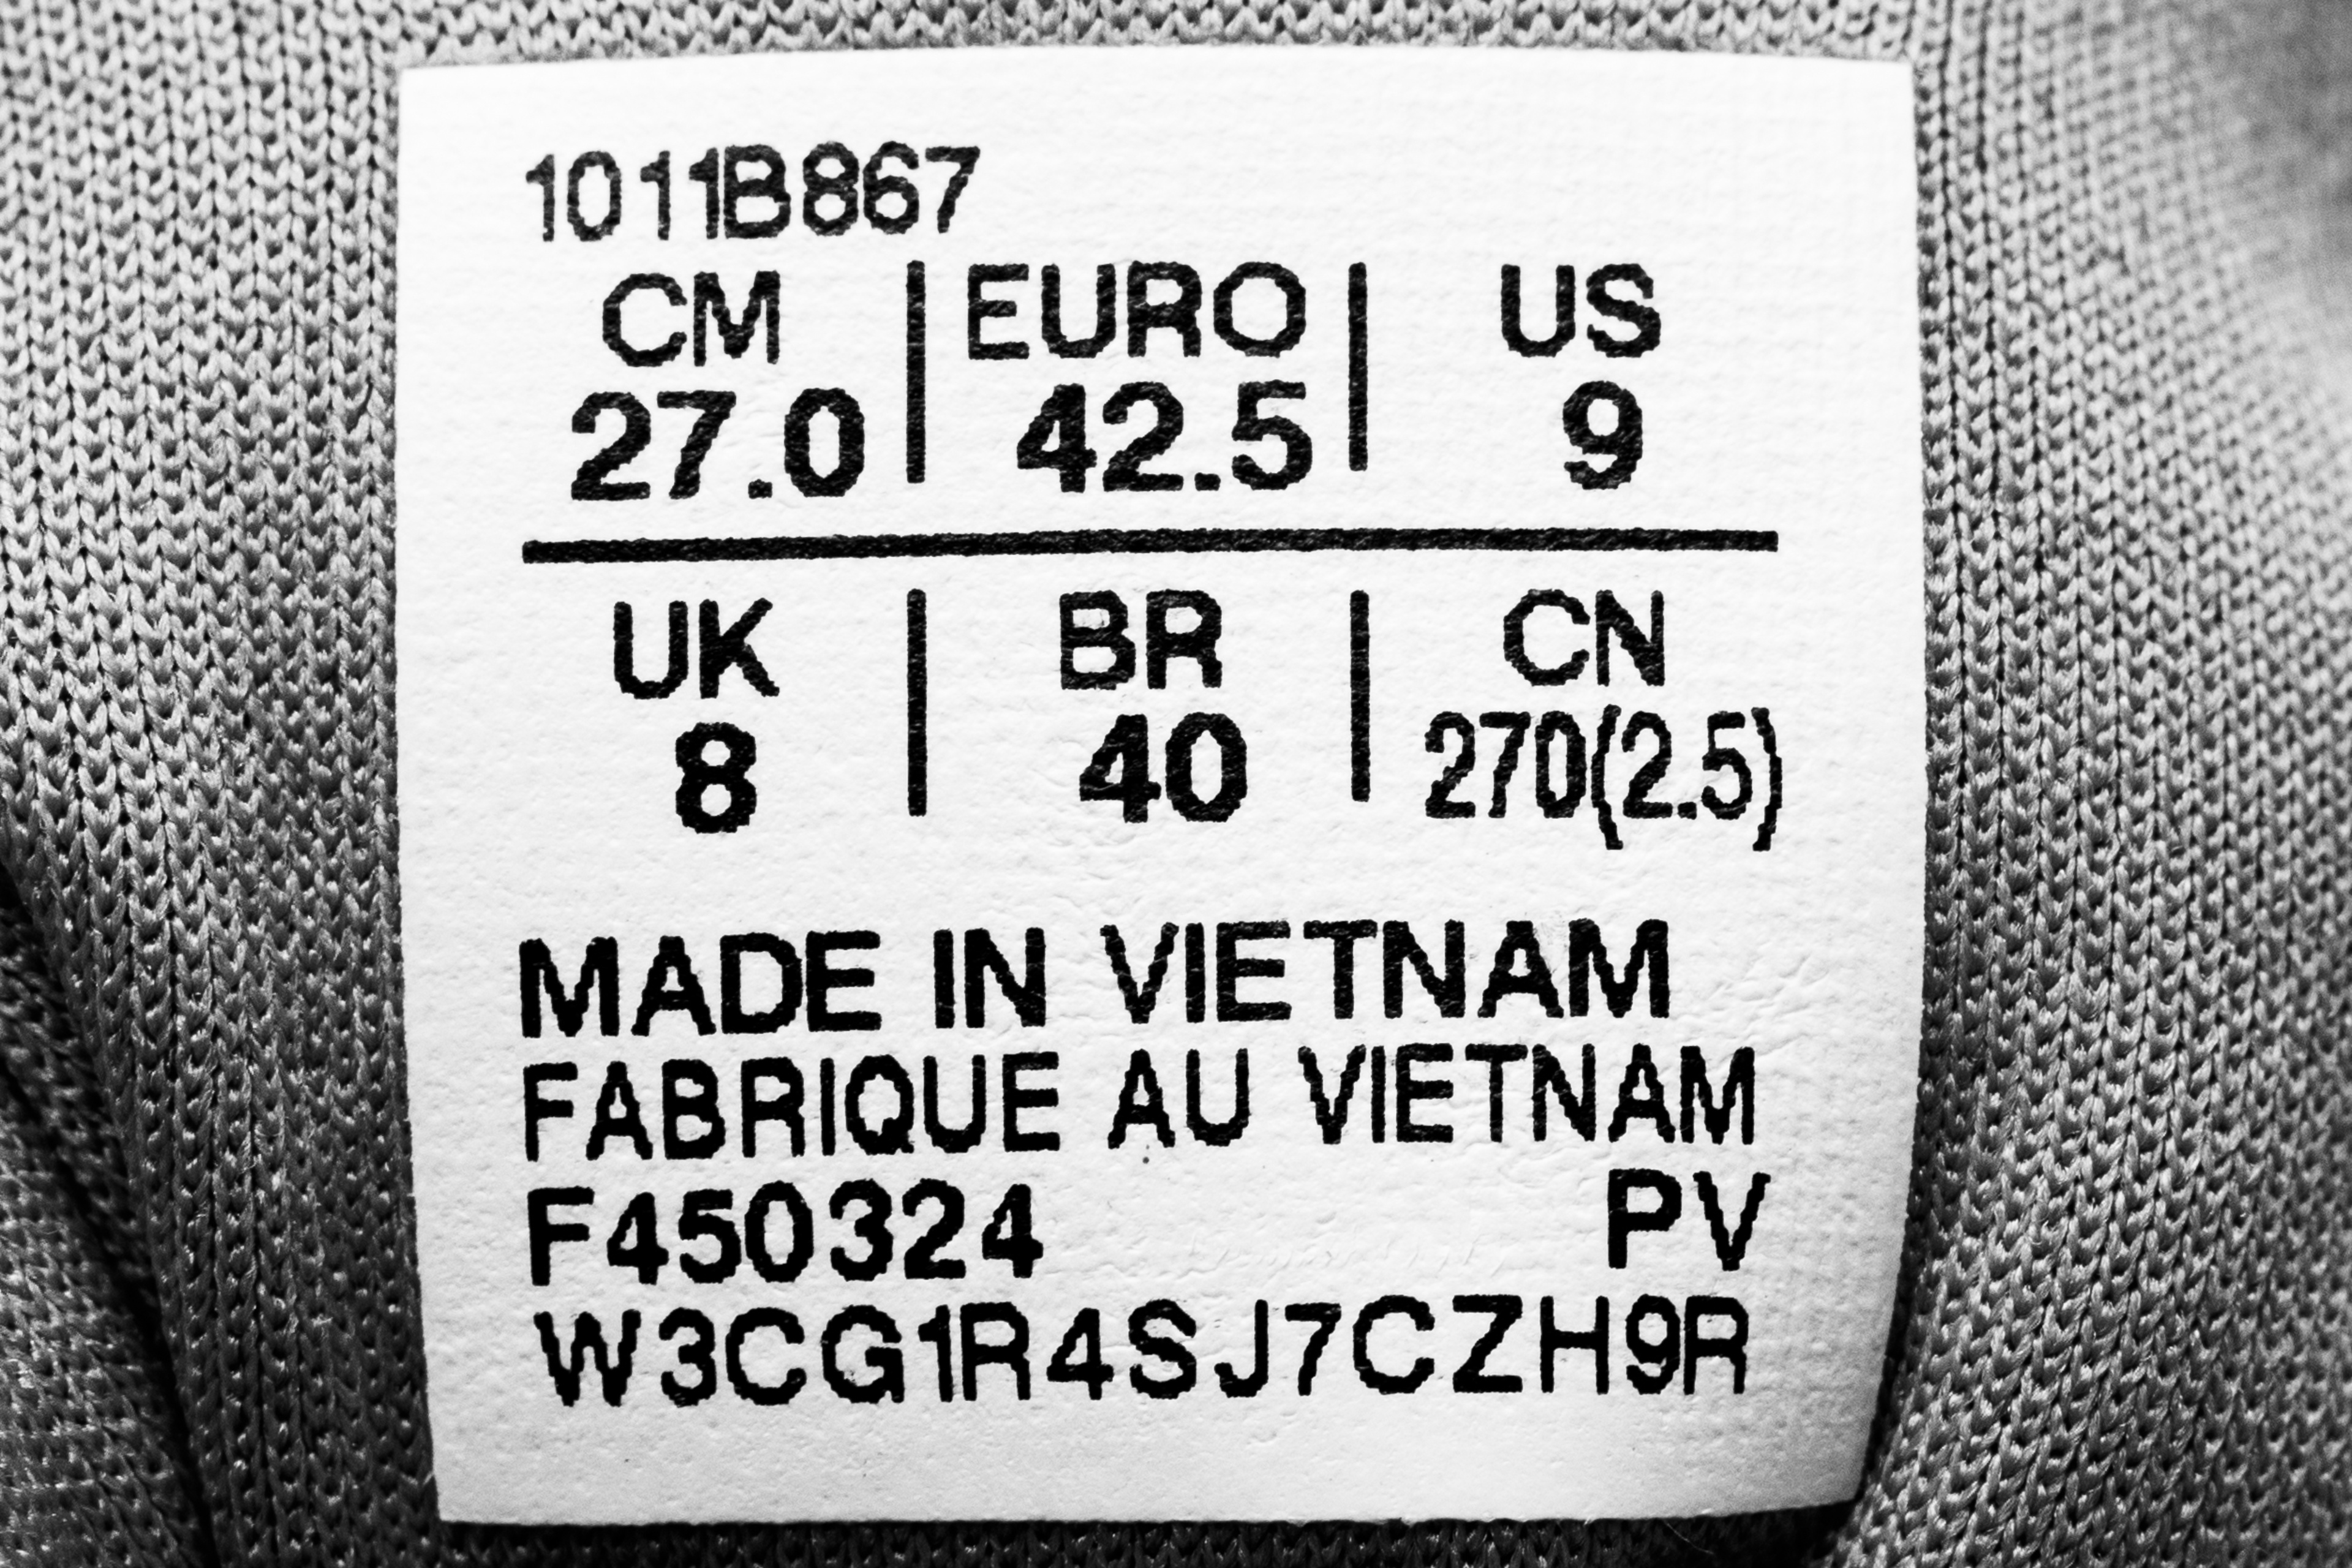 1011B867
CM | EURO | US
27.0 | 42.5 | 9
UK | BR | CN
8 | 40 | 270(2.5)
MADE IN VIETNAM
FABRIQUE AU VIETNAM
F450324 PV
W3CG1R4SJ7CZH9R